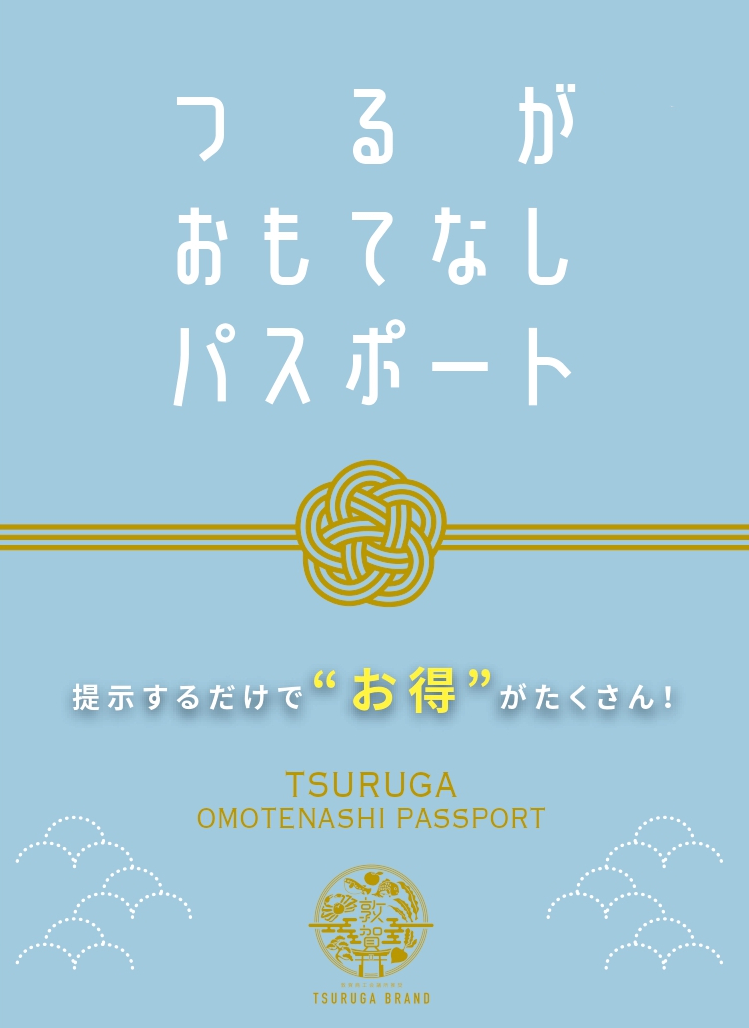 つるが
おもてなし
パスポート
提示するだけで“お得”がたくさん!
TSURUGA
OMOTENASHI PASSPORT
敦
賀
TSURUGA BRAND